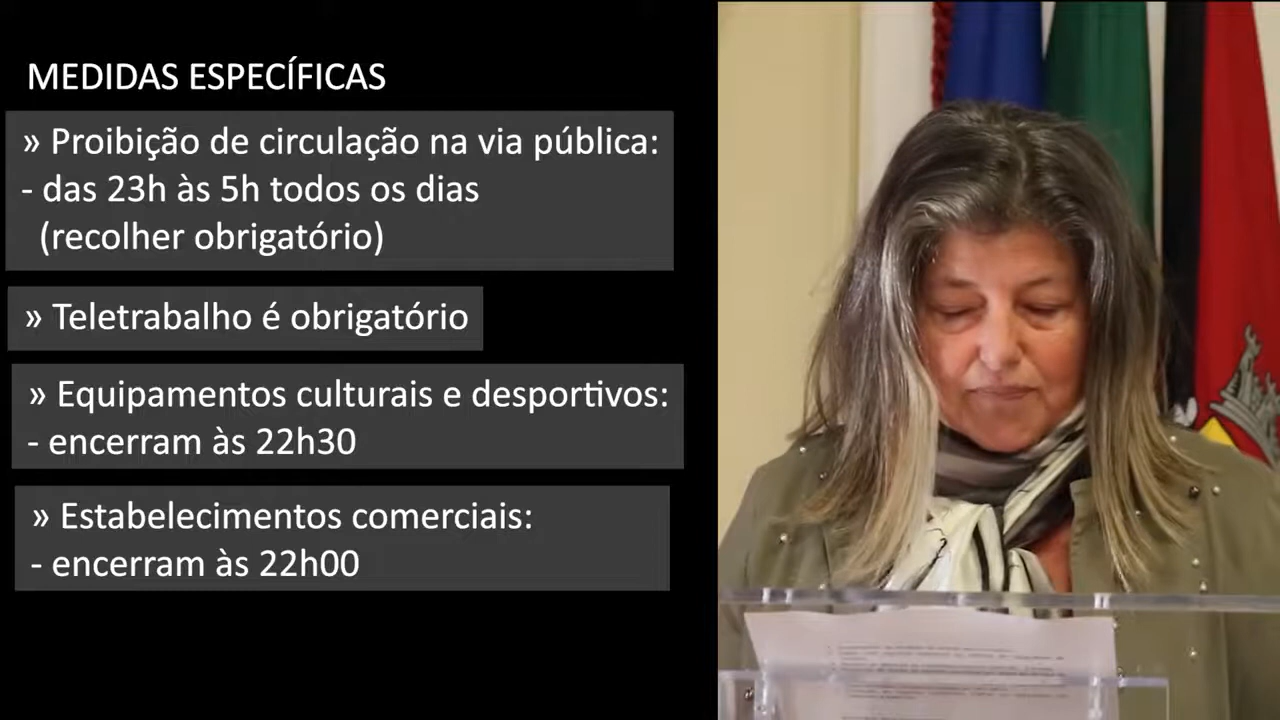 MEDIDAS ESPECÍFICAS
» Proibição de circulação na via pública:
- das 23h às 5h todos os dias
(recolher obrigatório)
» Teletrabalho é obrigatório
» Equipamentos culturais e desportivos:
- encerram às 22h30
» Estabelecimentos comerciais:
- encerram às 22h00